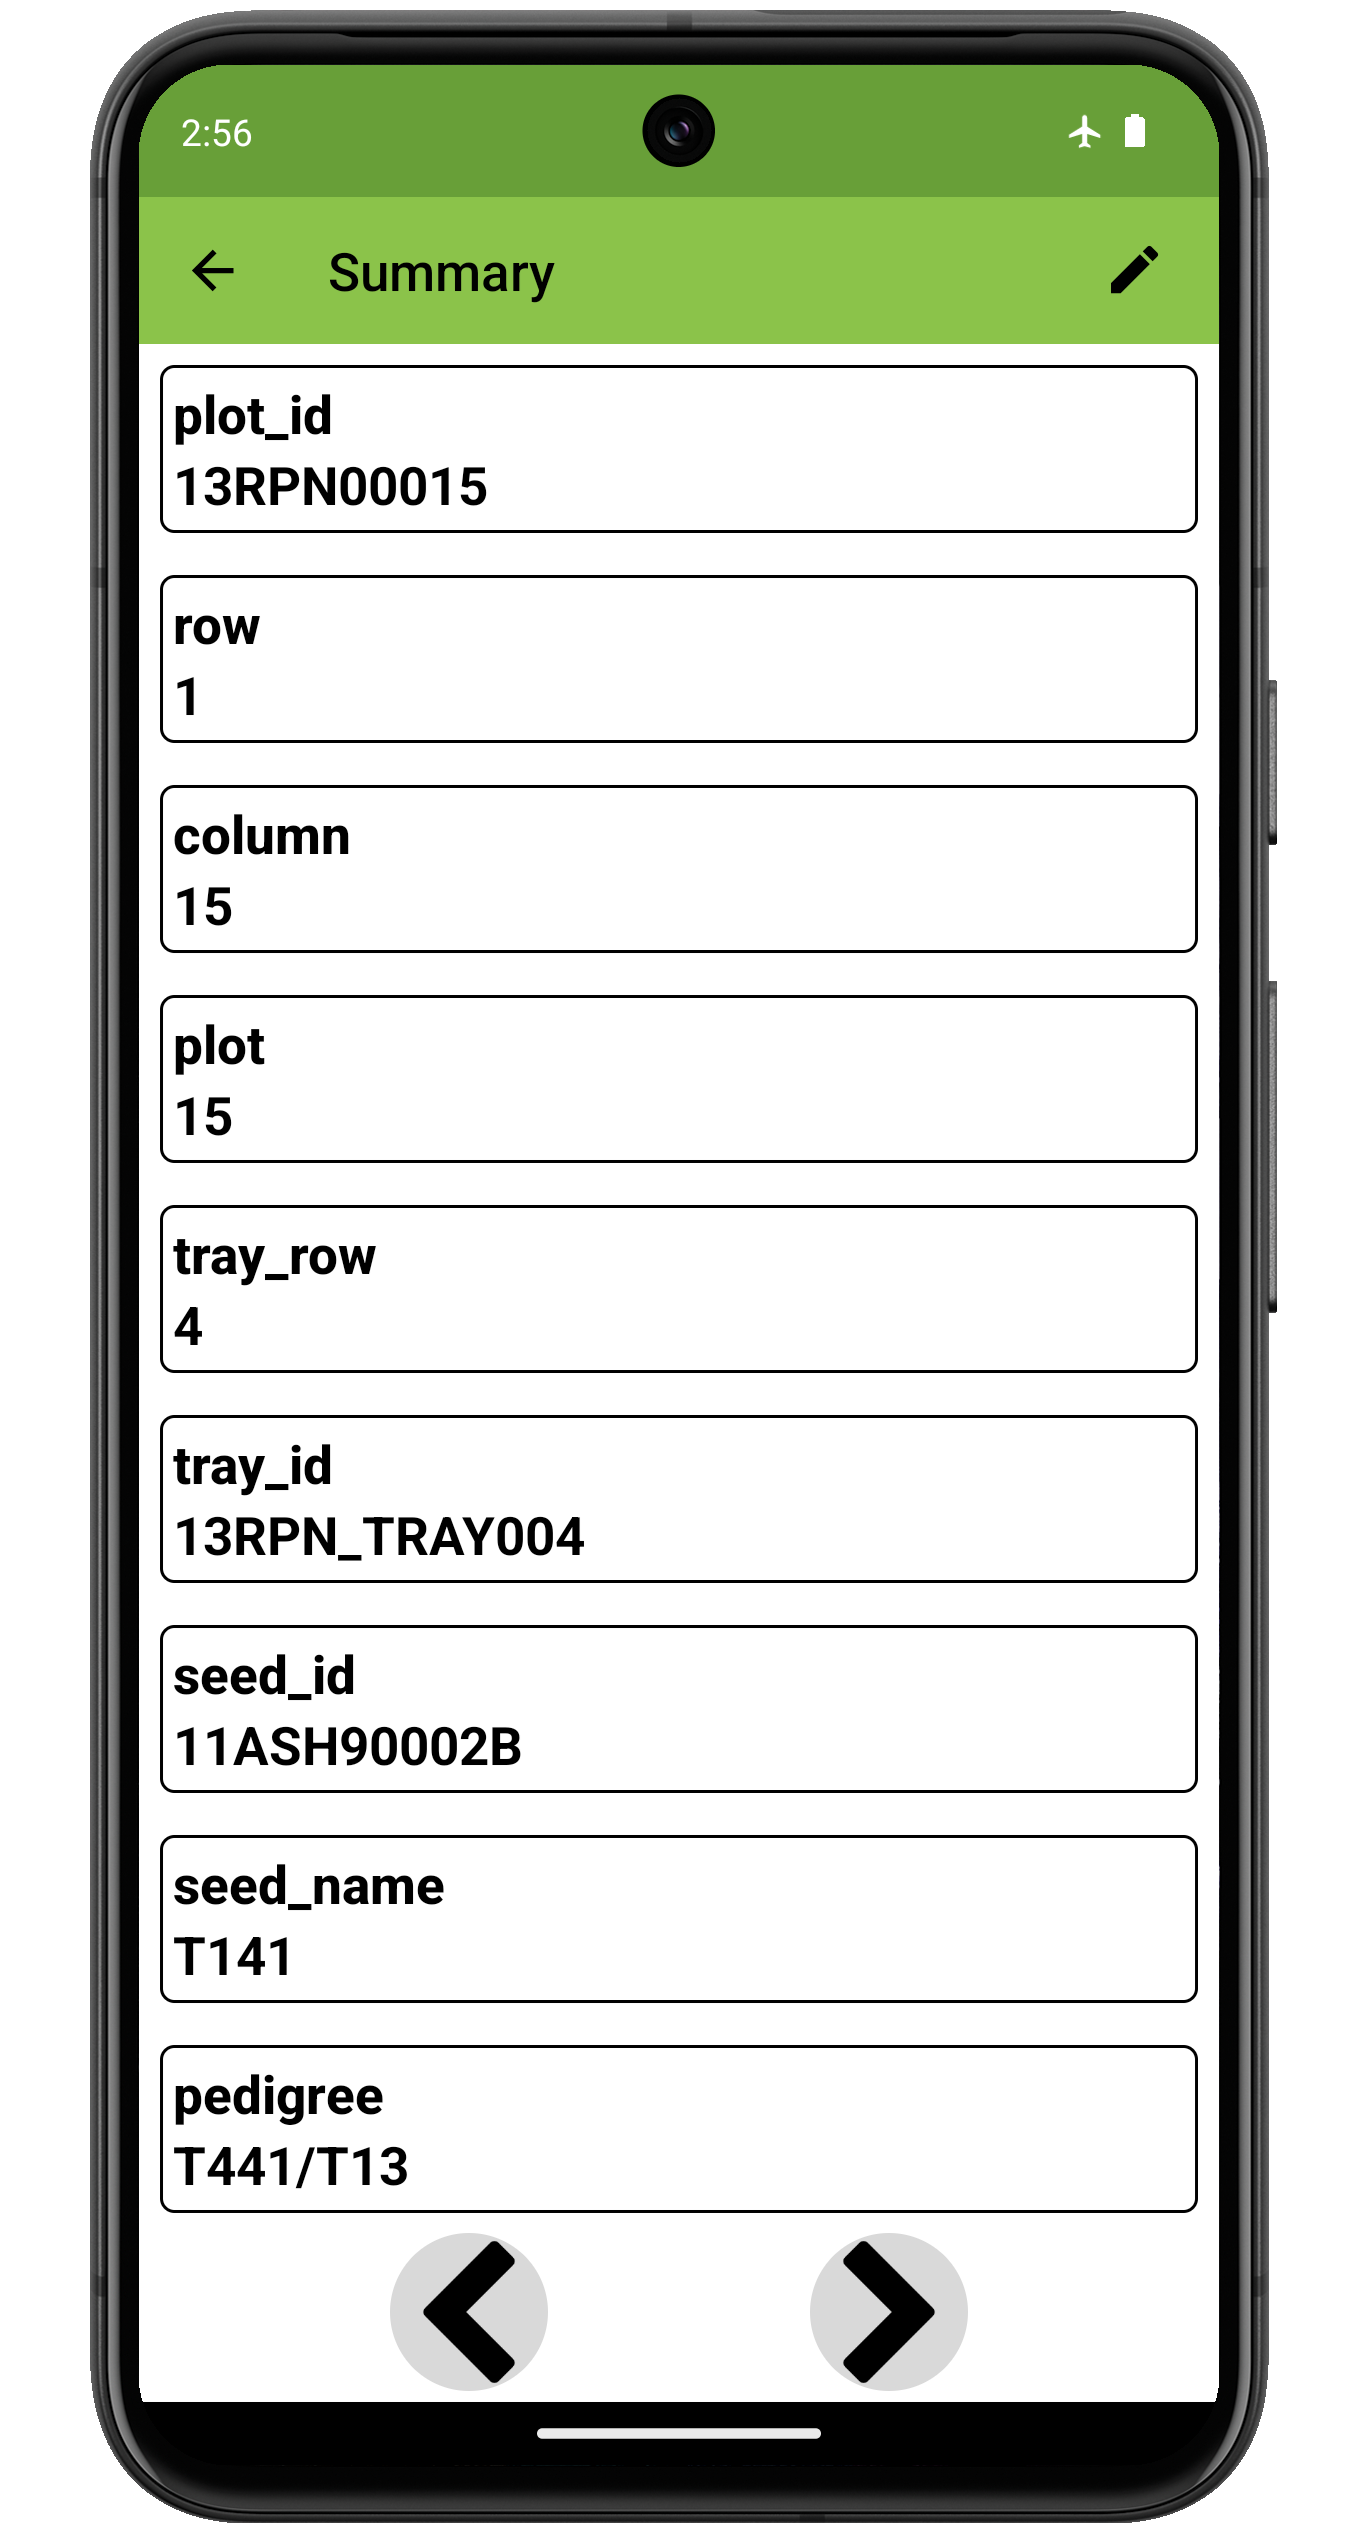 2:56
Summary
plot_id
13RPN00015
row
1
column
15
plot
15
tray_row
4
tray_id
13RPN_TRAY004
seed_id
11ASH90002B
seed_name
T141
pedigree
T441/T13